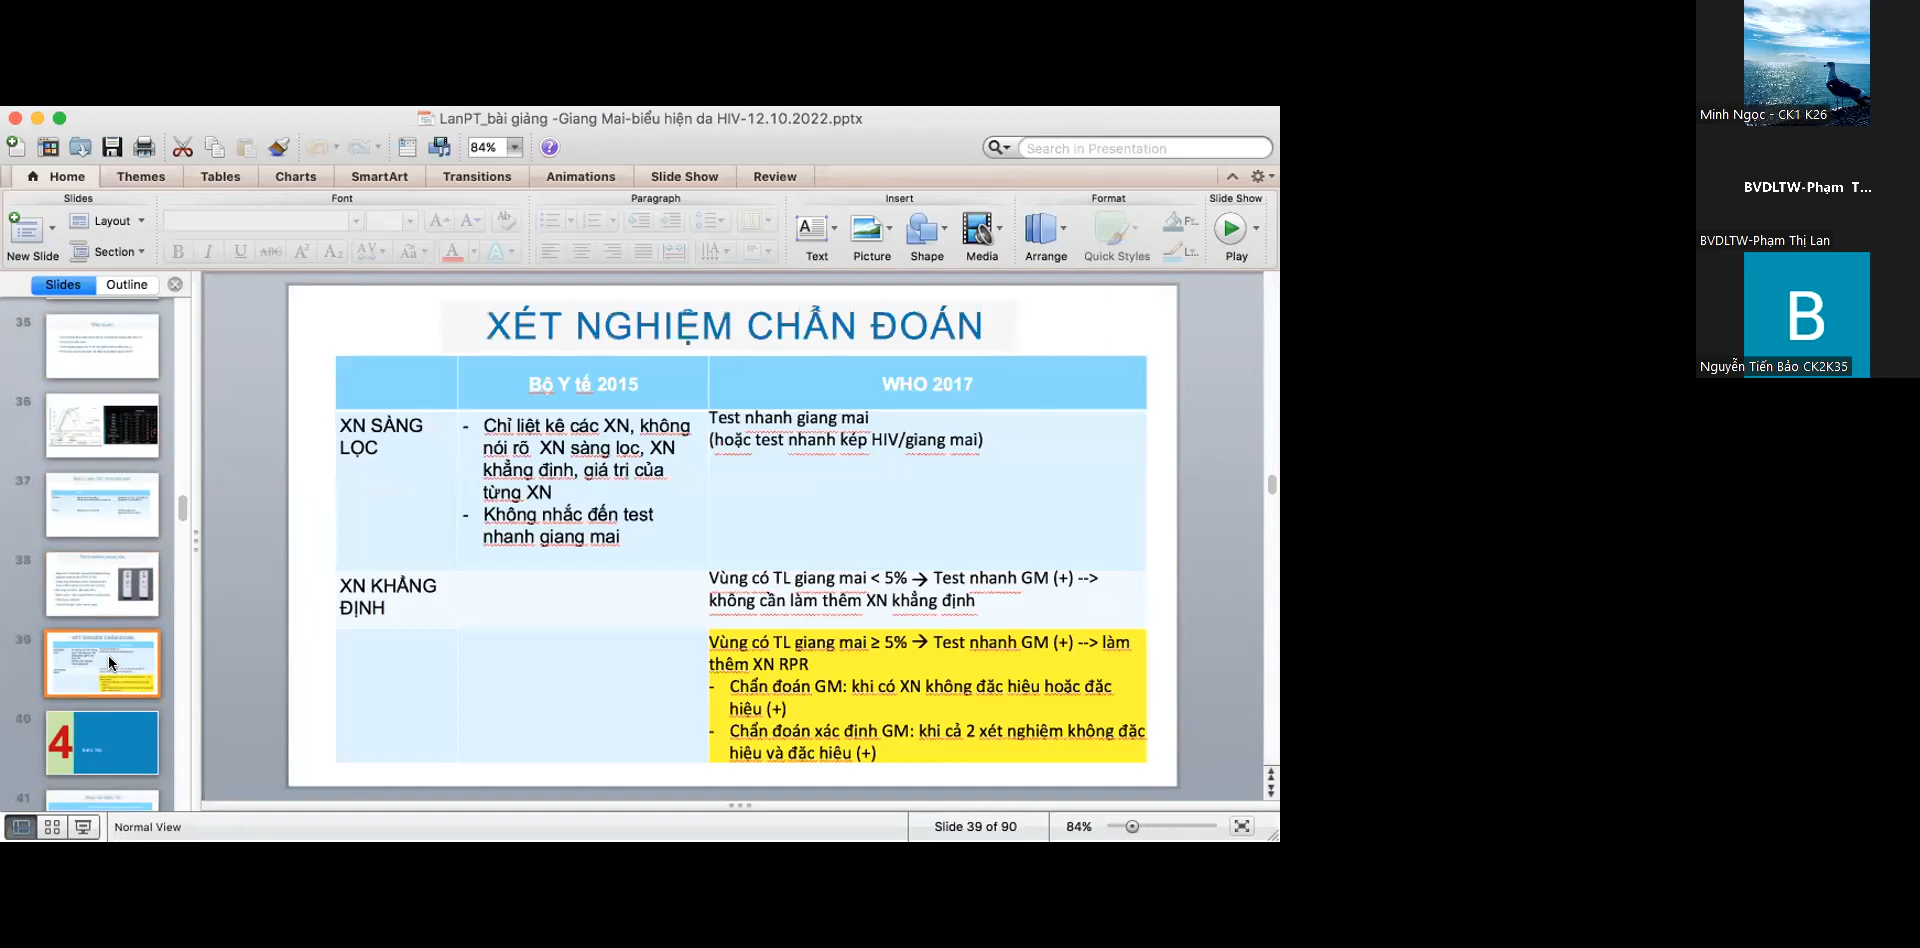 LanPT_bài giảng -Giang Mai-biểu hiện da HIV-12.10.2022.pptx
84%
Search in Presentation
Home
Themes
Tables
Charts
SmartArt
Transitions
Animations
Slide Show
Review
Slides
Font
Paragraph
Insert
Format
Slide Show
New Slide
Layout
Section
B I U ABC A² A₂
Text
Picture
Shape
Media
Arrange
Quick Styles
Play
Slides
Outline
35
36
37
38
39
40
4
41
XÉT NGHIỆM CHẨN ĐOÁN
Bộ Y tế 2015
WHO 2017
XN SÀNG
LỌC
- Chỉ liệt kê các XN, không
nói rõ XN sàng lọc, XN
khẳng định, giá trị của
từng XN
- Không nhắc đến test
nhanh giang mai
Test nhanh giang mai
(hoặc test nhanh kép HIV/giang mai)
XN KHẲNG
ĐỊNH
Vùng có TL giang mai < 5% → Test nhanh GM (+) -->
không cần làm thêm XN khẳng định
Vùng có TL giang mai ≥ 5% → Test nhanh GM (+) --> làm
thêm XN RPR
- Chẩn đoán GM: khi có XN không đặc hiệu hoặc đặc
hiệu (+)
- Chẩn đoán xác định GM: khi cả 2 xét nghiệm không đặc
hiệu và đặc hiệu (+)
Normal View
Slide 39 of 90
84%
Minh Ngọc - CK1 K26
BVDLTW-Phạm T...
BVDLTW-Phạm Thị Lan
B
Nguyễn Tiến Bảo CK2K35